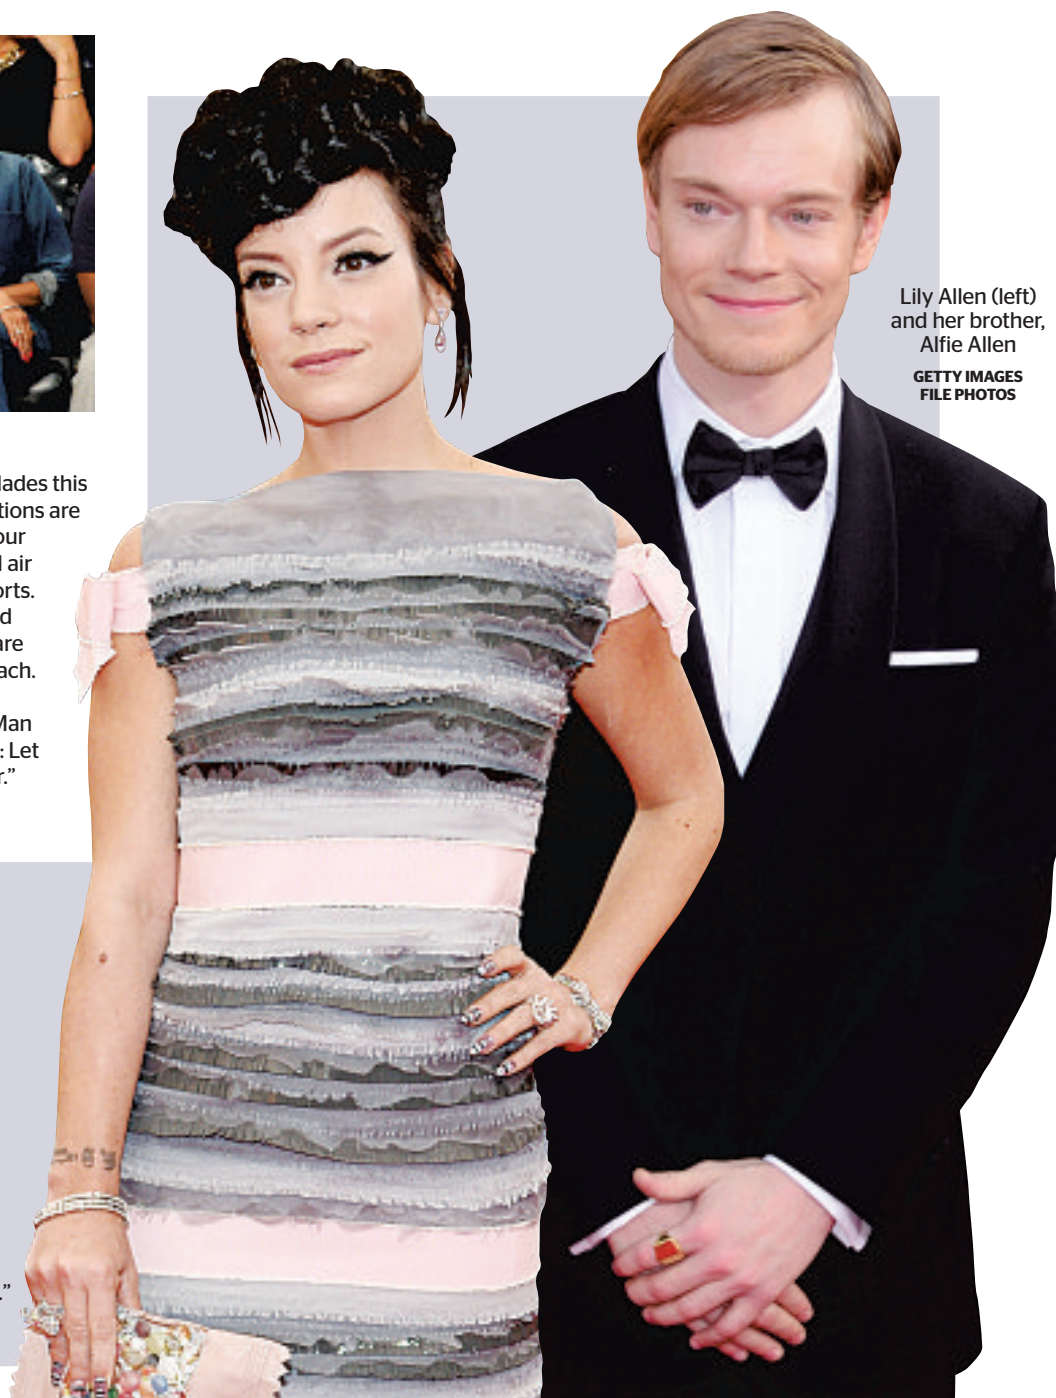 lades this
tions are
our
l air
orts.
d
are
ach.
Man
: Let
r.”
.”
Lily Allen (left)
and her brother,
Alfie Allen
GETTY IMAGES
FILE PHOTOS